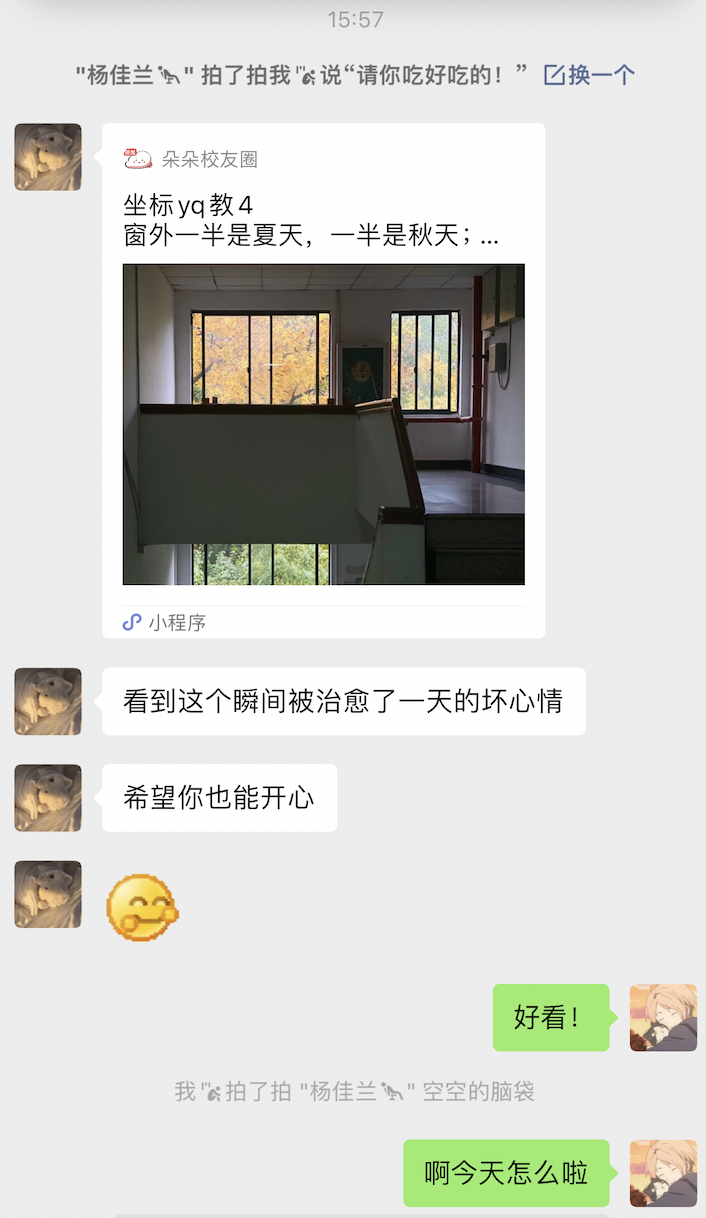 15:57
"杨佳兰" 拍了拍我说“请你吃好吃的！” 换一个
朵朵校友圈
坐标yq教4
窗外一半是夏天，一半是秋天；...
小程序
看到这个瞬间被治愈了一天的坏心情
希望你也能开心
好看！
我拍了拍 "杨佳兰" 空空的脑袋
啊今天怎么啦